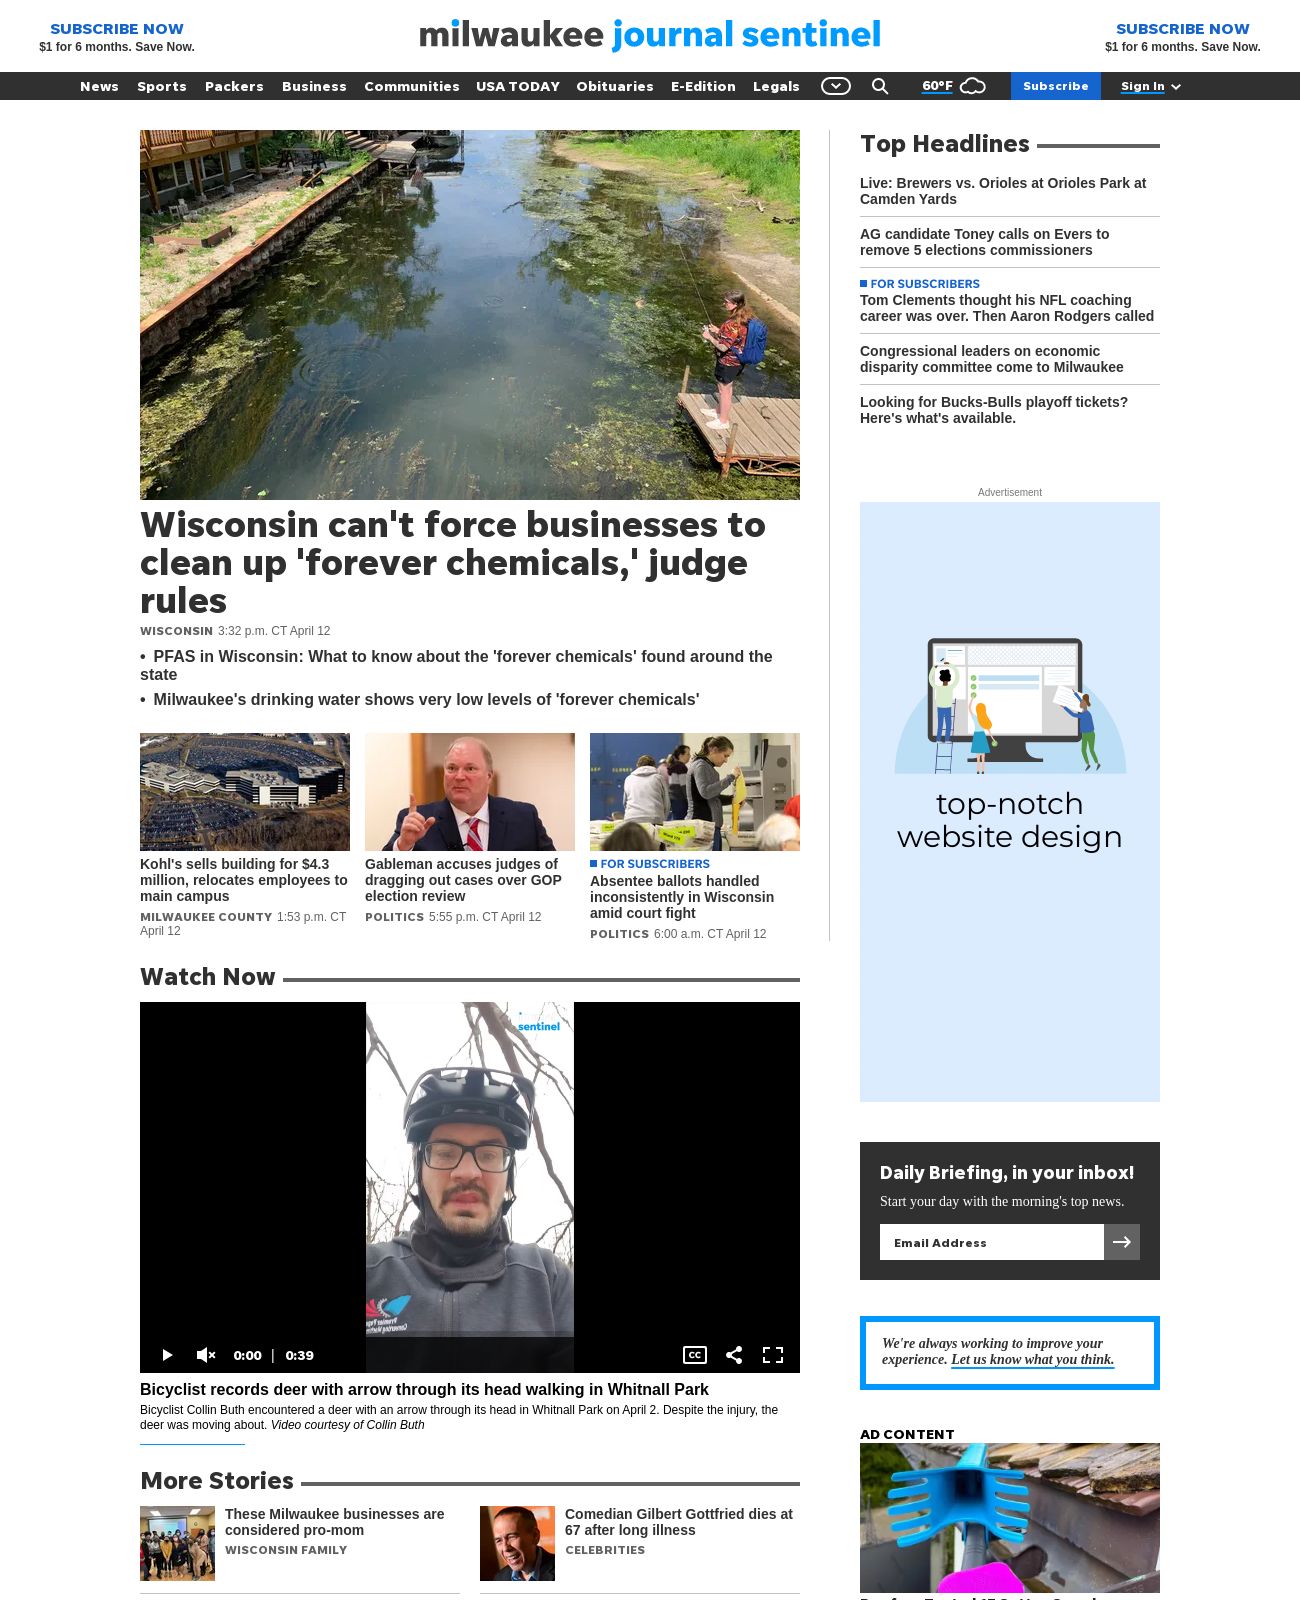 SUBSCRIBE NOW
$1 for 6 months. Save Now.
milwaukee journal sentinel
SUBSCRIBE NOW
$1 for 6 months. Save Now.
News Sports Packers Business Communities USA TODAY Obituaries E-Edition Legals 60°F Subscribe Sign In
Wisconsin can't force businesses to
clean up 'forever chemicals,' judge
rules
WISCONSIN 3:32 p.m. CT April 12
• PFAS in Wisconsin: What to know about the 'forever chemicals' found around the
state
• Milwaukee's drinking water shows very low levels of 'forever chemicals'
Kohl's sells building for $4.3
million, relocates employees to
main campus
MILWAUKEE COUNTY 1:53 p.m. CT
April 12
Gableman accuses judges of
dragging out cases over GOP
election review
POLITICS 5:55 p.m. CT April 12
FOR SUBSCRIBERS
Absentee ballots handled
inconsistently in Wisconsin
amid court fight
POLITICS 6:00 a.m. CT April 12
Watch Now
sentinel
0:00 | 0:39
CC
Bicyclist records deer with arrow through its head walking in Whitnall Park
Bicyclist Collin Buth encountered a deer with an arrow through its head in Whitnall Park on April 2. Despite the injury, the
deer was moving about. Video courtesy of Collin Buth
More Stories
These Milwaukee businesses are
considered pro-mom
WISCONSIN FAMILY
Comedian Gilbert Gottfried dies at
67 after long illness
CELEBRITIES
Top Headlines
Live: Brewers vs. Orioles at Orioles Park at
Camden Yards
AG candidate Toney calls on Evers to
remove 5 elections commissioners
FOR SUBSCRIBERS
Tom Clements thought his NFL coaching
career was over. Then Aaron Rodgers called
Congressional leaders on economic
disparity committee come to Milwaukee
Looking for Bucks-Bulls playoff tickets?
Here's what's available.
Advertisement
top-notch
website design
Daily Briefing, in your inbox!
Start your day with the morning's top news.
Email Address
We're always working to improve your
experience. Let us know what you think.
AD CONTENT